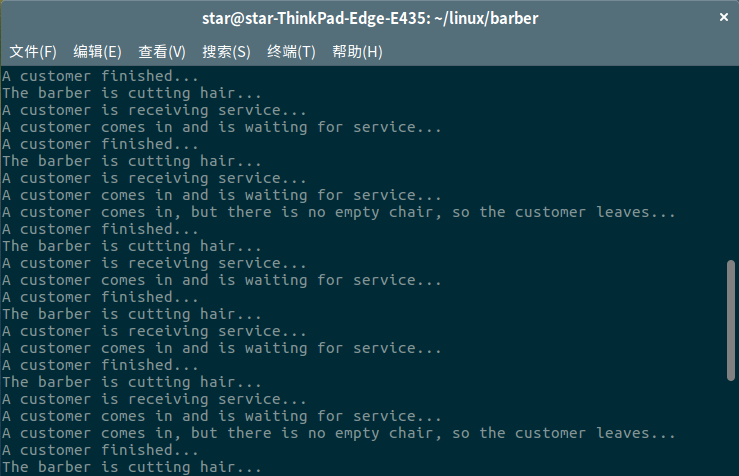 star@star-ThinkPad-Edge-E435: ~/linux/barber
文件(F) 编辑(E) 查看(V) 搜索(S) 终端(T) 帮助(H)
A customer finished...
The barber is cutting hair...
A customer is receiving service...
A customer comes in and is waiting for service...
A customer finished...
The barber is cutting hair...
A customer is receiving service...
A customer comes in and is waiting for service...
A customer comes in, but there is no empty chair, so the customer leaves...
A customer finished...
The barber is cutting hair...
A customer is receiving service...
A customer comes in and is waiting for service...
A customer finished...
The barber is cutting hair...
A customer is receiving service...
A customer comes in and is waiting for service...
A customer finished...
The barber is cutting hair...
A customer is receiving service...
A customer comes in and is waiting for service...
A customer comes in, but there is no empty chair, so the customer leaves...
A customer finished...
The barber is cutting hair...